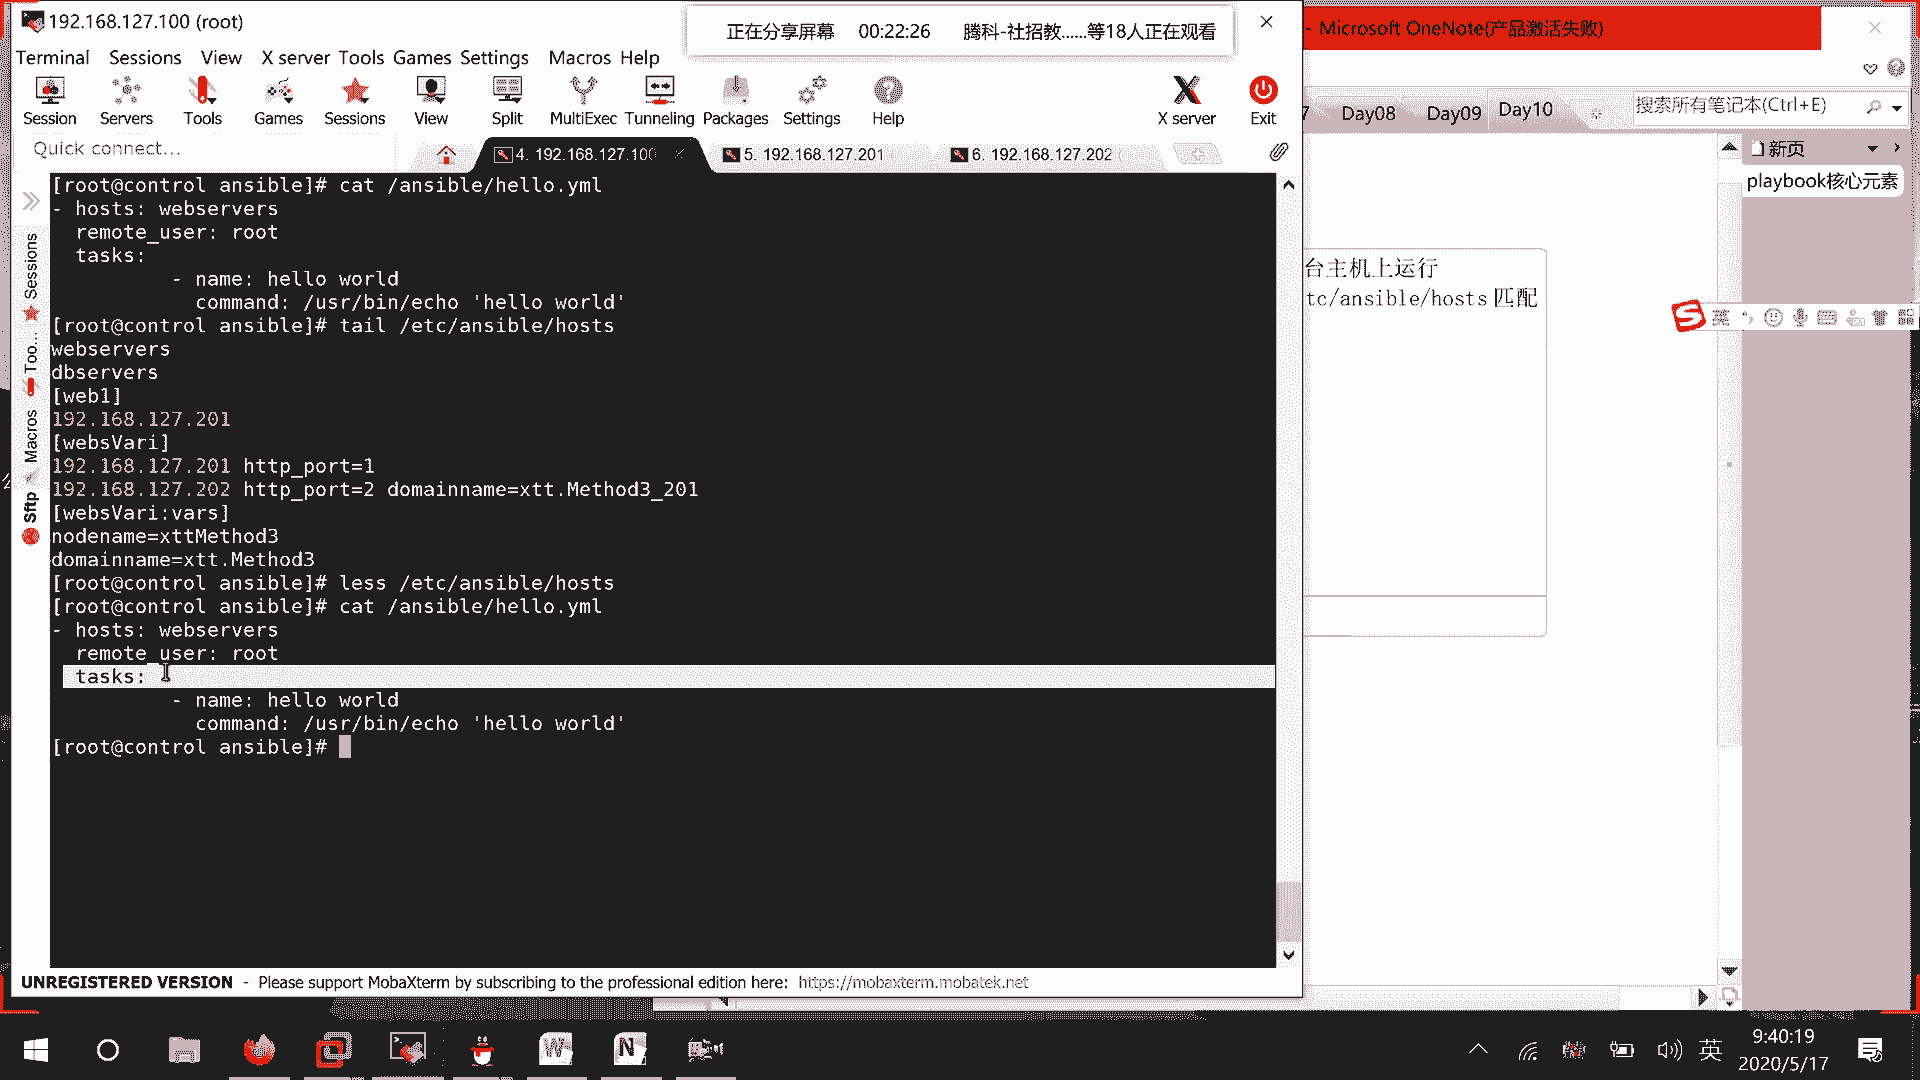 192.168.127.100 (root)
正在分享屏幕 00:22:26 腾科-社招教......等18人正在观看
- Microsoft OneNote(产品激活失败)
Terminal Sessions View X server Tools Games Settings Macros Help
Session Servers Tools Games Sessions View Split MultiExec Tunneling Packages Settings Help X server Exit
7 Day08 Day09 Day10 搜索所有笔记本(Ctrl+E)
Quick connect...
4. 192.168.127.100 5. 192.168.127.201 6. 192.168.127.202
新页
playbook核心元素
Sessions
Too...
Macros
Sftp
[root@control ansible]# cat /ansible/hello.yml
- hosts: webservers
remote_user: root
tasks:
- name: hello world
command: /usr/bin/echo 'hello world'
[root@control ansible]# tail /etc/ansible/hosts
webservers
dbservers
[web1]
192.168.127.201
[websVari]
192.168.127.201 http_port=1
192.168.127.202 http_port=2 domainname=xtt.Method3_201
[websVari:vars]
nodename=xttMethod3
domainname=xtt.Method3
[root@control ansible]# less /etc/ansible/hosts
[root@control ansible]# cat /ansible/hello.yml
- hosts: webservers
remote_user: root
tasks:
- name: hello world
command: /usr/bin/echo 'hello world'
[root@control ansible]#
台主机上运行
tc/ansible/hosts 匹配
英
UNREGISTERED VERSION - Please support MobaXterm by subscribing to the professional edition here: https://mobaxterm.mobatek.net
英
9:40:19
2020/5/17